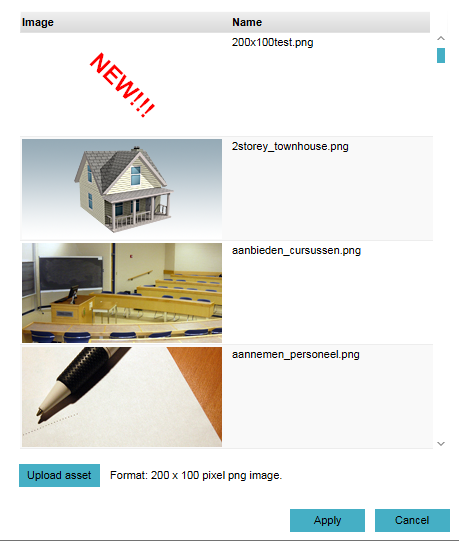 Image Name
200x100test.png
NEW!!!
2storey_townhouse.png
aanbieden_cursussen.png
aannemen_personeel.png
Upload asset Format: 200 x 100 pixel png image.
Apply Cancel